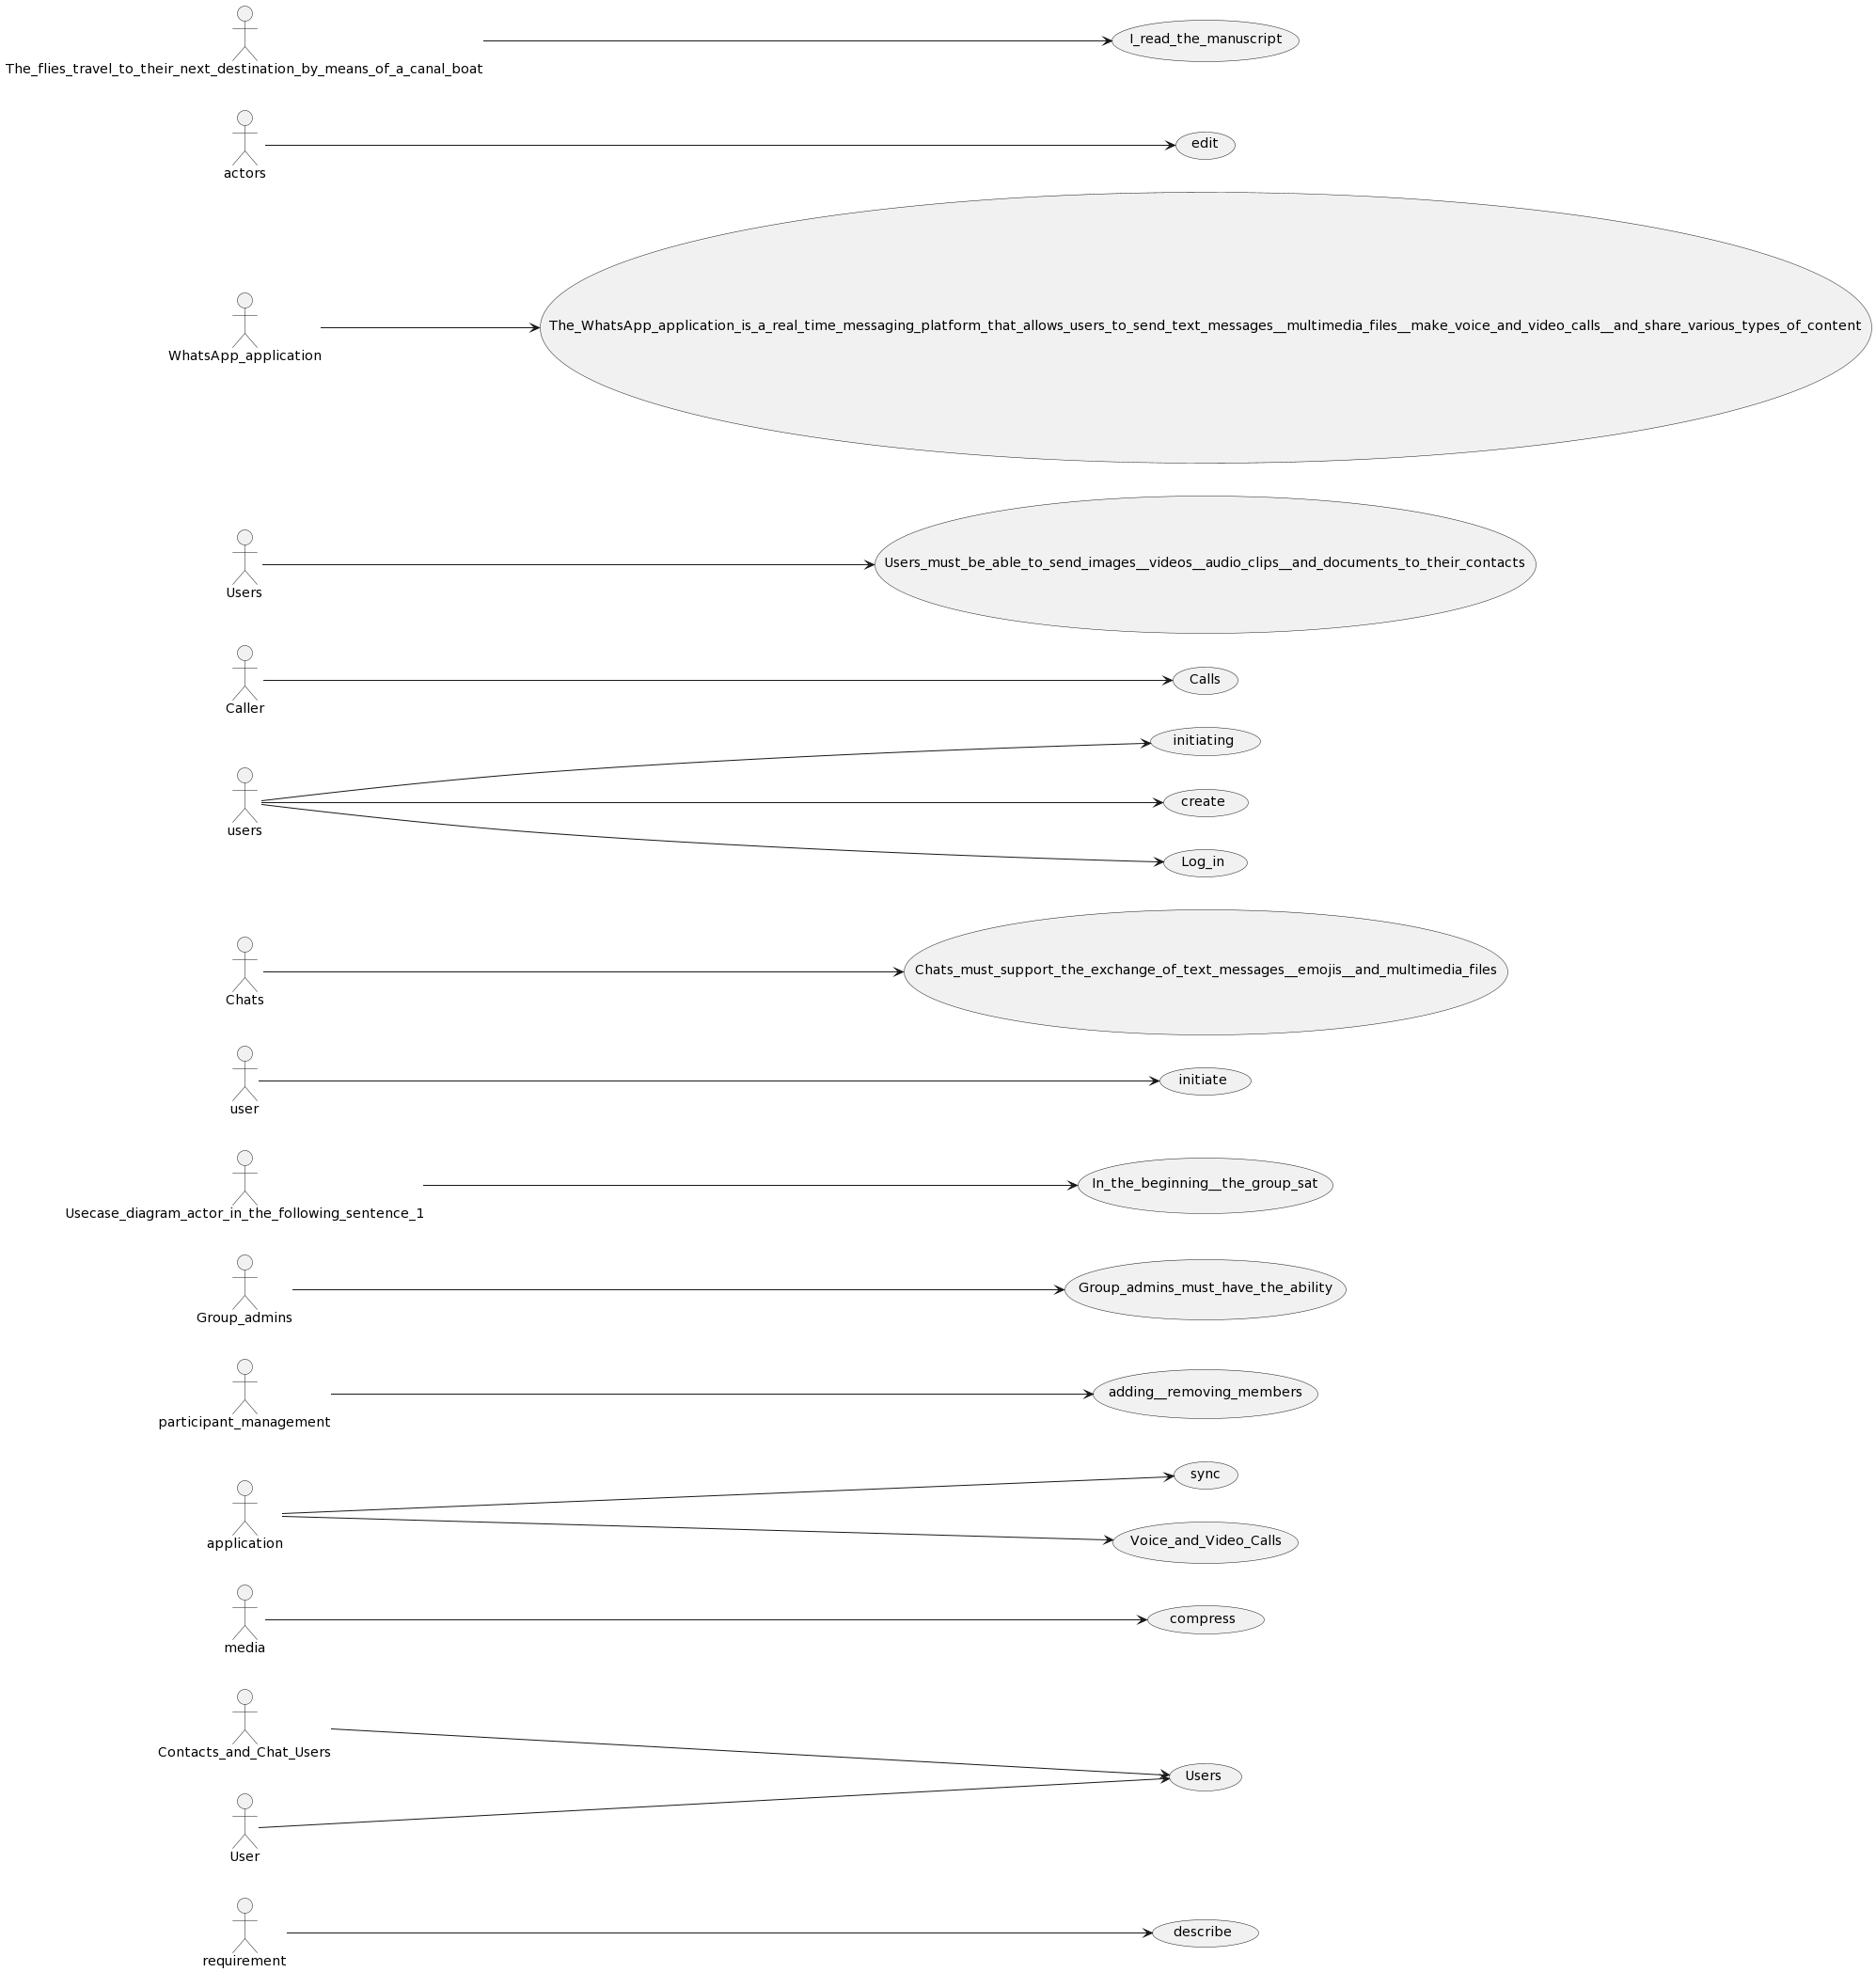 I_read_the_manuscript
The_flies_travel_to_their_next_destination_by_means_of_a_canal_boat
edit
actors
The_WhatsApp_application_is_a_real_time_messaging_platform_that_allows_users_to_send_text_messages__multimedia_files__make_voice_and_video_calls__and_share_various_types_of_content
WhatsApp_application
Users_must_be_able_to_send_images__videos__audio_clips__and_documents_to_their_contacts
Users
Calls
Caller
initiating
create
users
Log_in
Chats_must_support_the_exchange_of_text_messages__emojis__and_multimedia_files
Chats
initiate
user
In_the_beginning__the_group_sat
Usecase_diagram_actor_in_the_following_sentence_1
Group_admins_must_have_the_ability
Group_admins
adding__removing_members
participant_management
sync
Voice_and_Video_Calls
application
compress
media
Contacts_and_Chat_Users
Users
User
describe
requirement